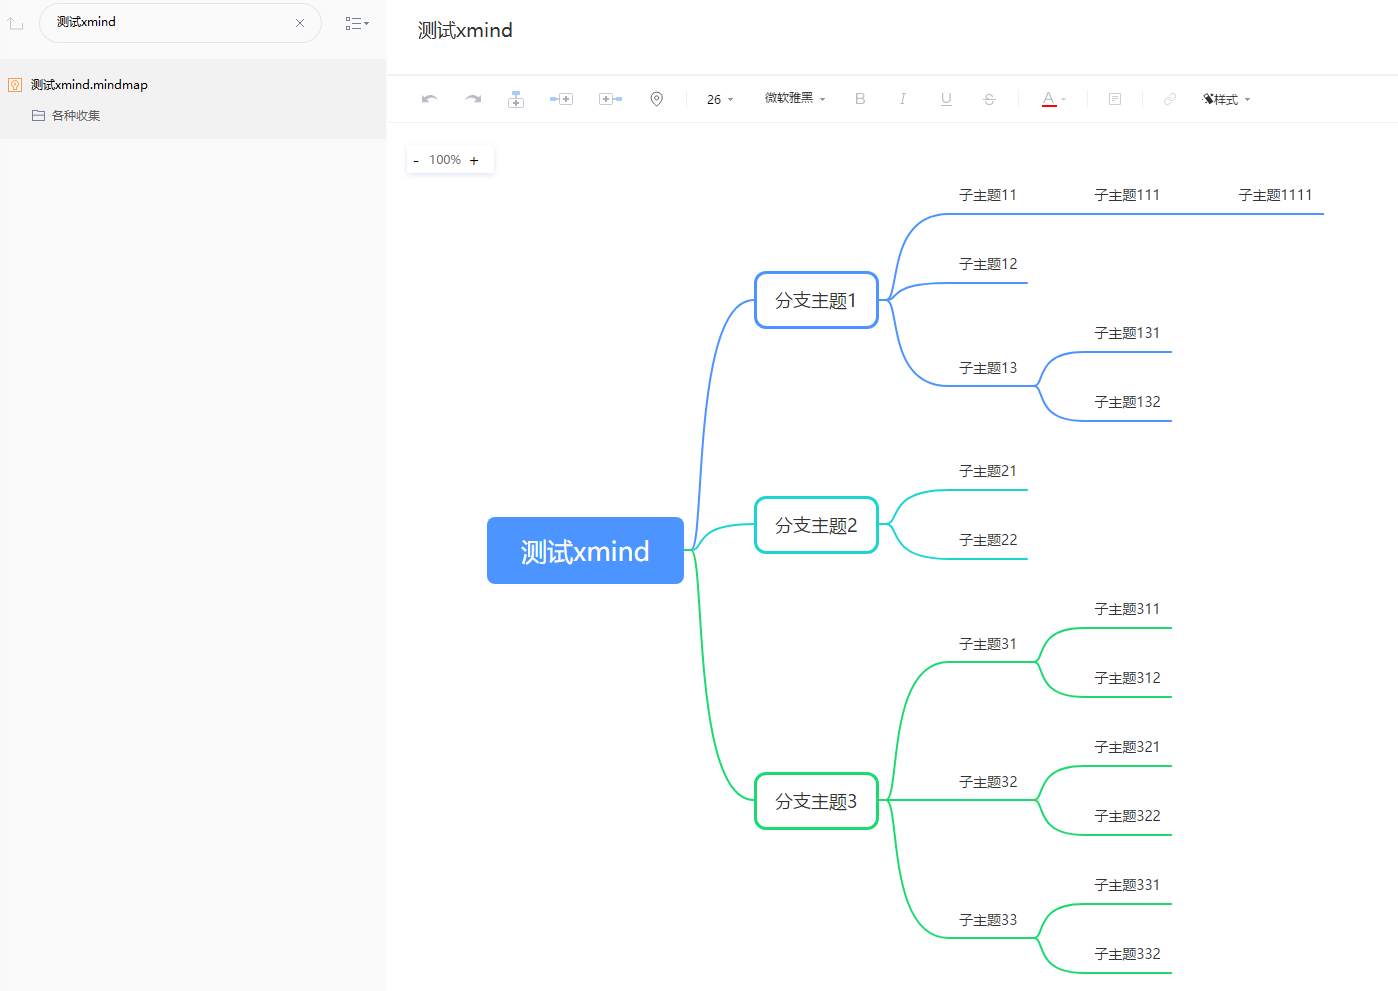 测试xmind
测试xmind.mindmap
各种收集
测试xmind
26
微软雅黑
B
I
U
S
A
样式
- 100% +
子主题11
子主题111
子主题1111
子主题12
分支主题1
子主题131
子主题13
子主题132
子主题21
分支主题2
子主题22
测试xmind
子主题311
子主题31
子主题312
子主题321
子主题32
分支主题3
子主题322
子主题331
子主题33
子主题332